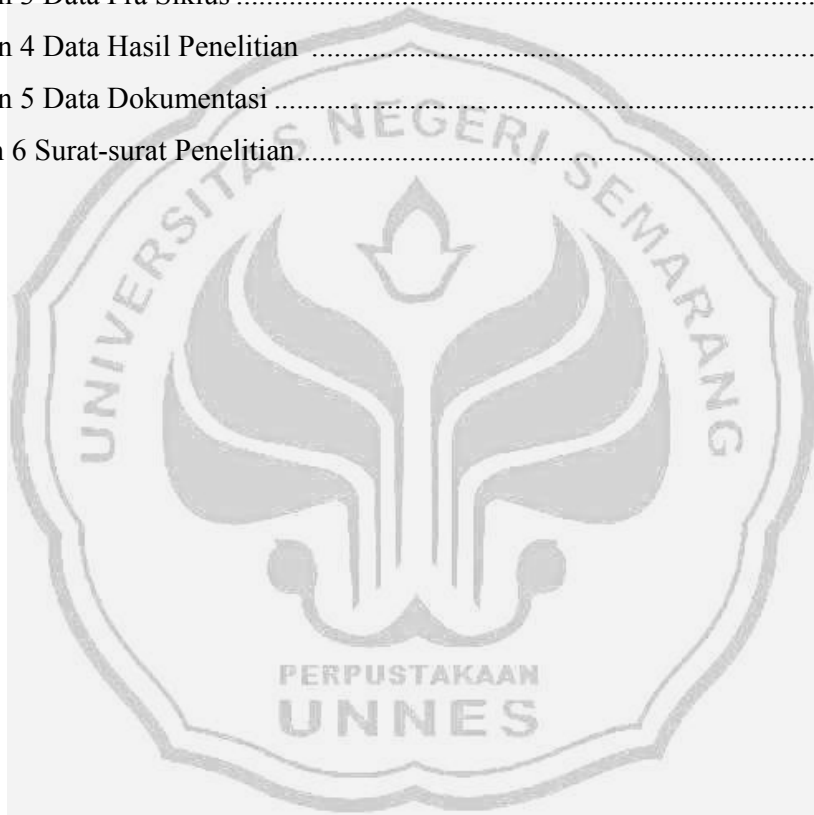 n 3 Data Pra Siklus ........................................................................
n 4 Data Hasil Penelitian ...............................................................
n 5 Data Dokumentasi ...................................................................
n 6 Surat-surat Penelitian................................................................
UNIVERSITAS NEGERI SEMARANG
PERPUSTAKAAN
UNNES